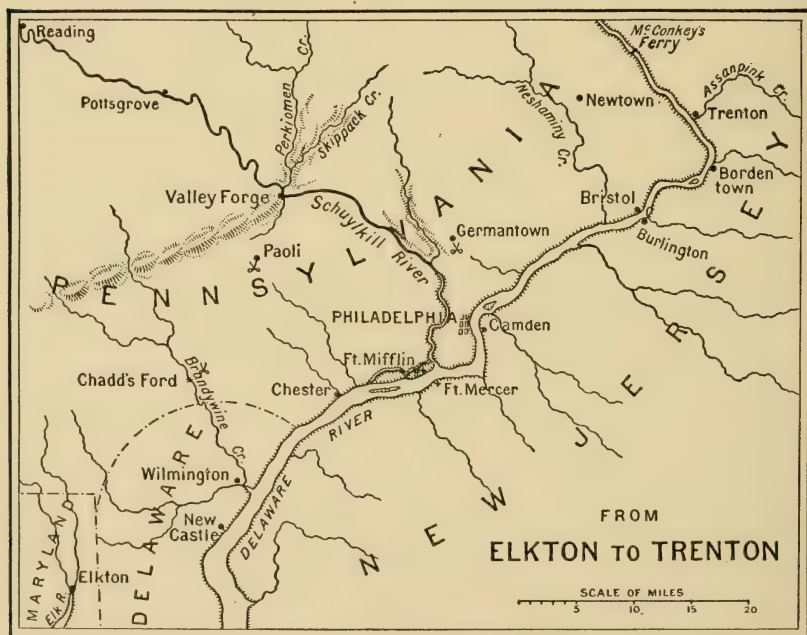 Reading
Pottsgrove
Perkiomen Cr.
Skippack Cr.
Valley Forge
Schuylkill River
Paoli
PENNSYLVANIA
McConkey's
Ferry
Assanpink Cr.
Neshaminy Cr.
Newtown
Trenton
Borden
town
Bristol
Burlington
Germantown
PHILADELPHIA
Camden
Ft. Mifflin
Ft. Mercer
Chester
Chadd's Ford
Brandywine Cr.
Wilmington
New
Castle
DELAWARE RIVER
DELAWARE
MARYLAND
Elkton
Elk R.
NEW JERSEY
FROM
ELKTON TO TRENTON
SCALE OF MILES
5 10 15 20